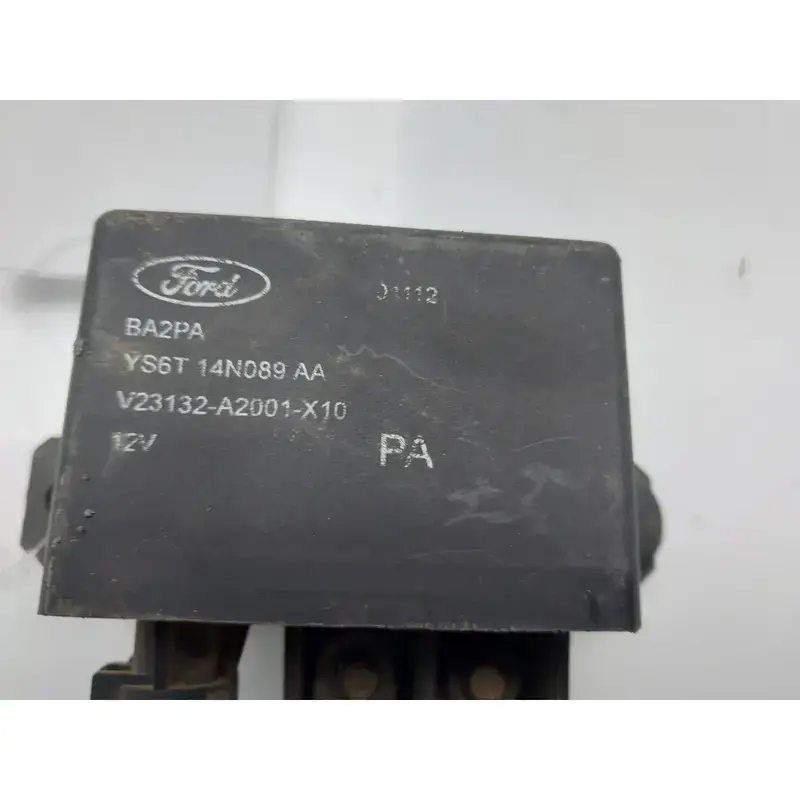 Ford
BA2PA
YS6T 14N089 AA
V23132-A2001-X10
12V
PA